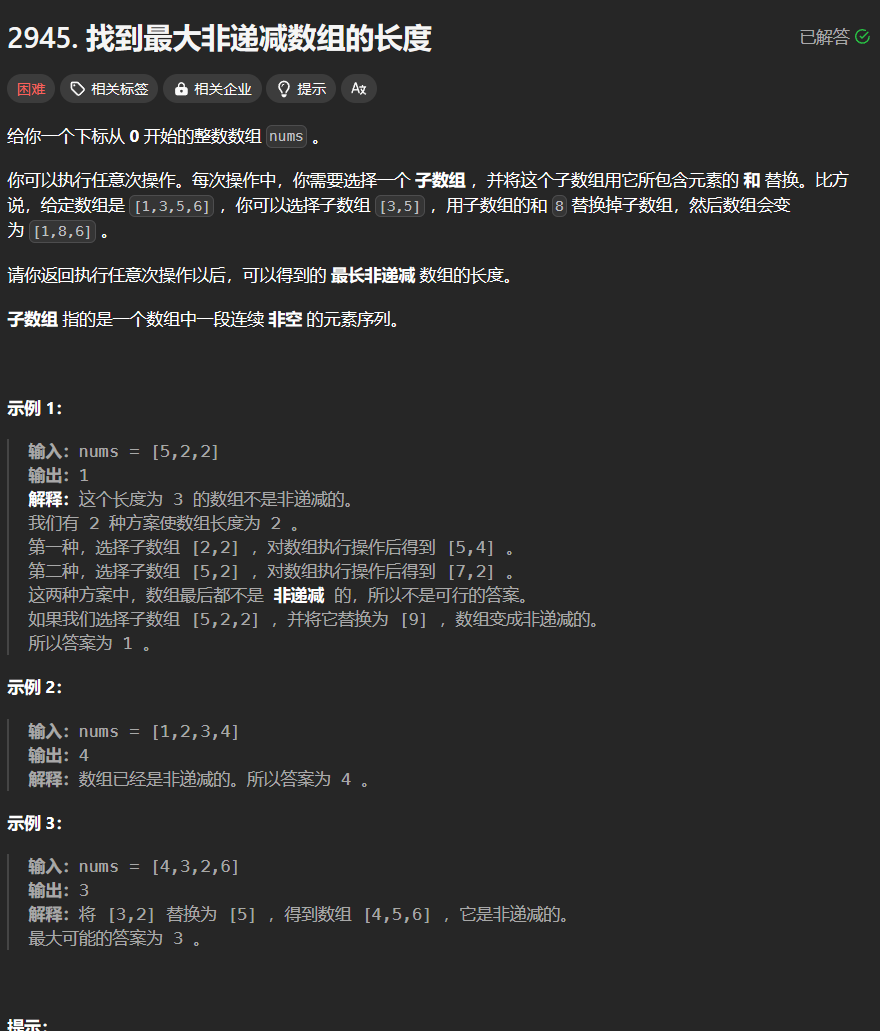 2945. 找到最大非递减数组的长度
已解答
困难 相关标签 相关企业 提示 Aх
给你一个下标从 0 开始的整数数组 nums 。
你可以执行任意次操作。每次操作中，你需要选择一个 子数组 ，并将这个子数组用它所包含元素的 和 替换。比方
说，给定数组是 [1,3,5,6] ，你可以选择子数组 [3,5] ，用子数组的和 8 替换掉子数组，然后数组会变
为 [1,8,6] 。
请你返回执行任意次操作以后，可以得到的 最长非递减 数组的长度。
子数组 指的是一个数组中一段连续 非空 的元素序列。
示例 1：
输入：nums = [5,2,2]
输出：1
解释：这个长度为 3 的数组不是非递减的。
我们有 2 种方案使数组长度为 2 。
第一种，选择子数组 [2,2] ，对数组执行操作后得到 [5,4] 。
第二种，选择子数组 [5,2] ，对数组执行操作后得到 [7,2] 。
这两种方案中，数组最后都不是 非递减 的，所以不是可行的答案。
如果我们选择子数组 [5,2,2] ，并将它替换为 [9] ，数组变成非递减的。
所以答案为 1 。
示例 2：
输入：nums = [1,2,3,4]
输出：4
解释：数组已经是非递减的。所以答案为 4 。
示例 3：
输入：nums = [4,3,2,6]
输出：3
解释：将 [3,2] 替换为 [5] ，得到数组 [4,5,6] ，它是非递减的。
最大可能的答案为 3 。
提示：